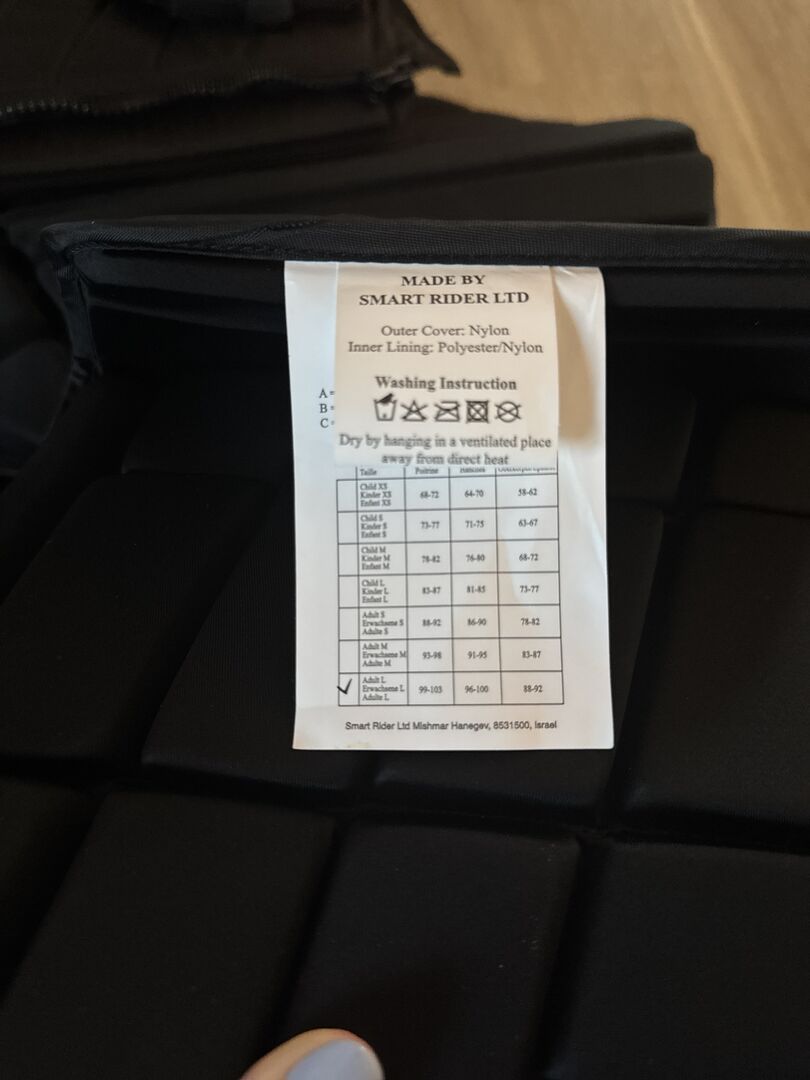 MADE BY
SMART RIDER LTD
Outer Cover: Nylon
Inner Lining: Polyester/Nylon
Washing Instruction
Dry by hanging in a ventilated place
away from direct heat
A=
B=
C=
Taille Poitrine Hanches
Child XS
Kinder XS 68-72 64-70 58-62
Enfant XS
Child S
Kinder S 73-77 71-75 63-67
Enfant S
Child M
Kinder M 78-82 76-80 68-72
Enfant M
Child L
Kinder L 83-87 81-85 73-77
Enfant L
Adult S
Erwachsene S 88-92 86-90 78-82
Adulte S
Adult M
Erwachsene M 93-98 91-95 83-87
Adulte M
Adult L
Erwachsene L 99-103 96-100 88-92
Adulte L
Smart Rider Ltd Mishmar Hanegev, 8531500, Israel